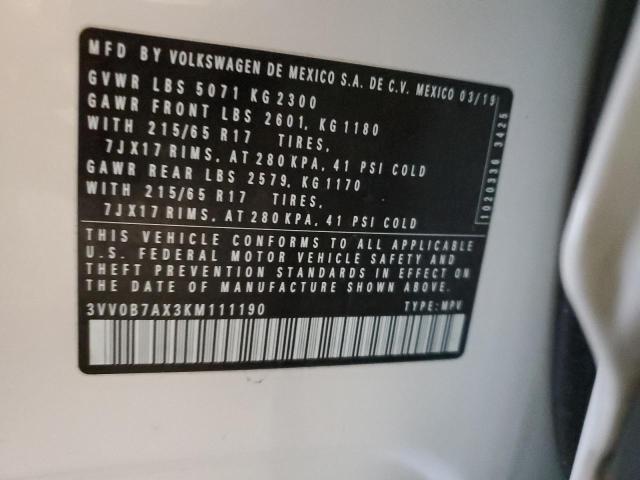 MFD BY VOLKSWAGEN DE MEXICO S.A. DE C.V. MEXICO 03/19
GVWR LBS 5071 KG 2300
GAWR FRONT LBS 2601, KG 1180
WITH 215/65 R17 TIRES,
7JX17 RIMS, AT 280 KPA, 41 PSI COLD
GAWR REAR LBS 2579, KG 1170
WITH 215/65 R17 TIRES,
7JX17 RIMS, AT 280 KPA, 41 PSI COLD
THIS VEHICLE CONFORMS TO ALL APPLICABLE
U.S. FEDERAL MOTOR VEHICLE SAFETY AND
THEFT PREVENTION STANDARDS IN EFFECT ON
THE DATE OF MANUFACTURE SHOWN ABOVE.
3VV0B7AX3KM111190 TYPE:MPV
1020336 3425